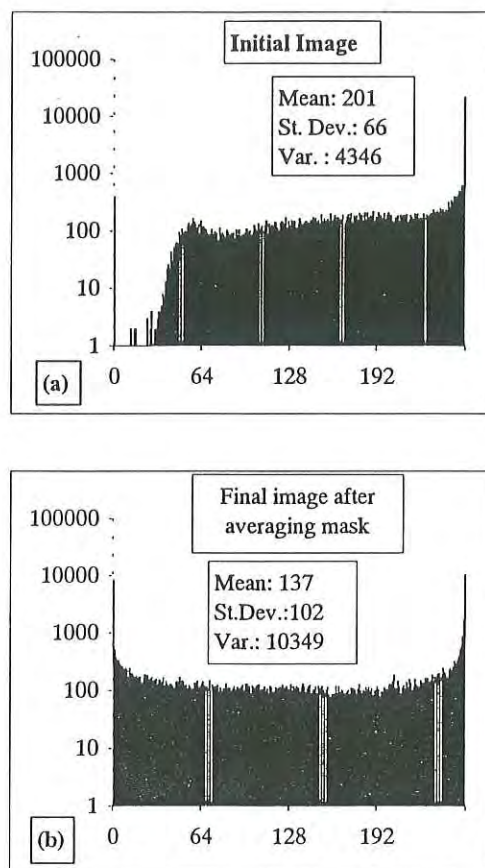 Initial Image
100000
10000
1000
100
10
1
Mean: 201
St. Dev.: 66
Var. : 4346
(a)
0 64 128 192
Final image after
averaging mask
100000
10000
1000
100
10
1
Mean: 137
St.Dev.:102
Var.: 10349
(b)
0 64 128 192